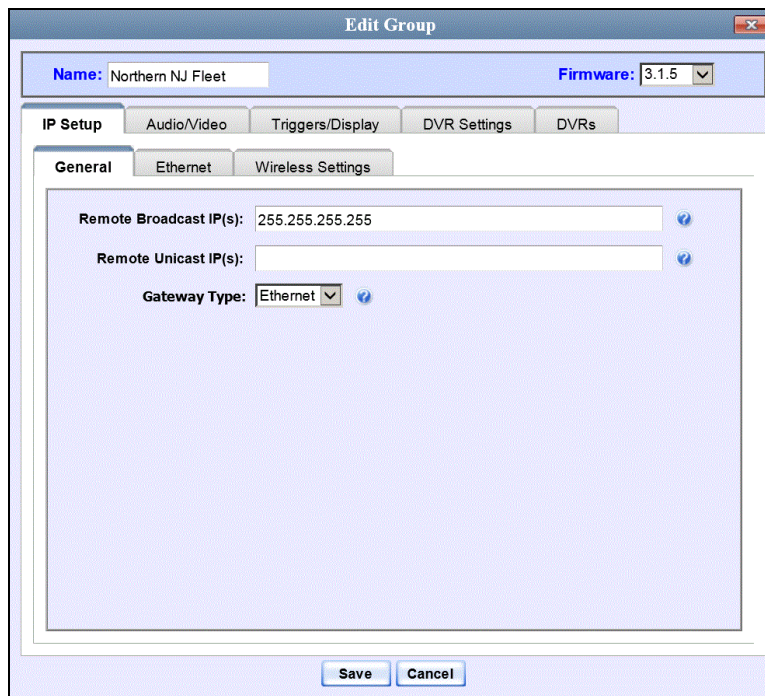 Edit Group
Name: Northern NJ Fleet Firmware: 3.1.5
IP Setup Audio/Video Triggers/Display DVR Settings DVRs
General Ethernet Wireless Settings
Remote Broadcast IP(s): 255.255.255.255 ?
Remote Unicast IP(s): ?
Gateway Type: Ethernet ?
Save Cancel